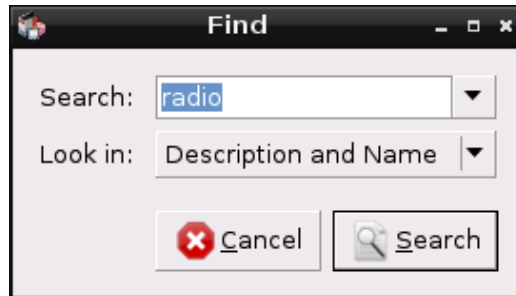 Find
Search: radio
Look in: Description and Name
Cancel Search